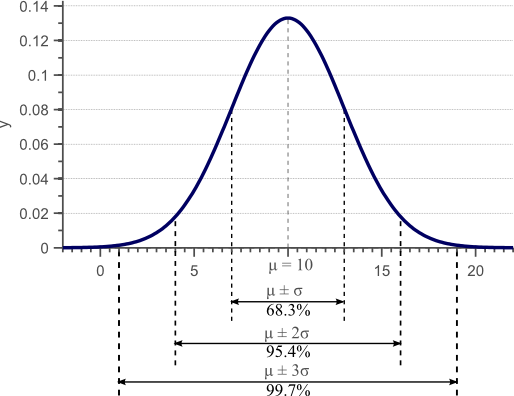 0.14
0.12
0.1
0.08
y
0.06
0.04
0.02
0
0 5 μ = 10 15 20
μ ± σ
68.3%
μ ± 2σ
95.4%
μ ± 3σ
99.7%